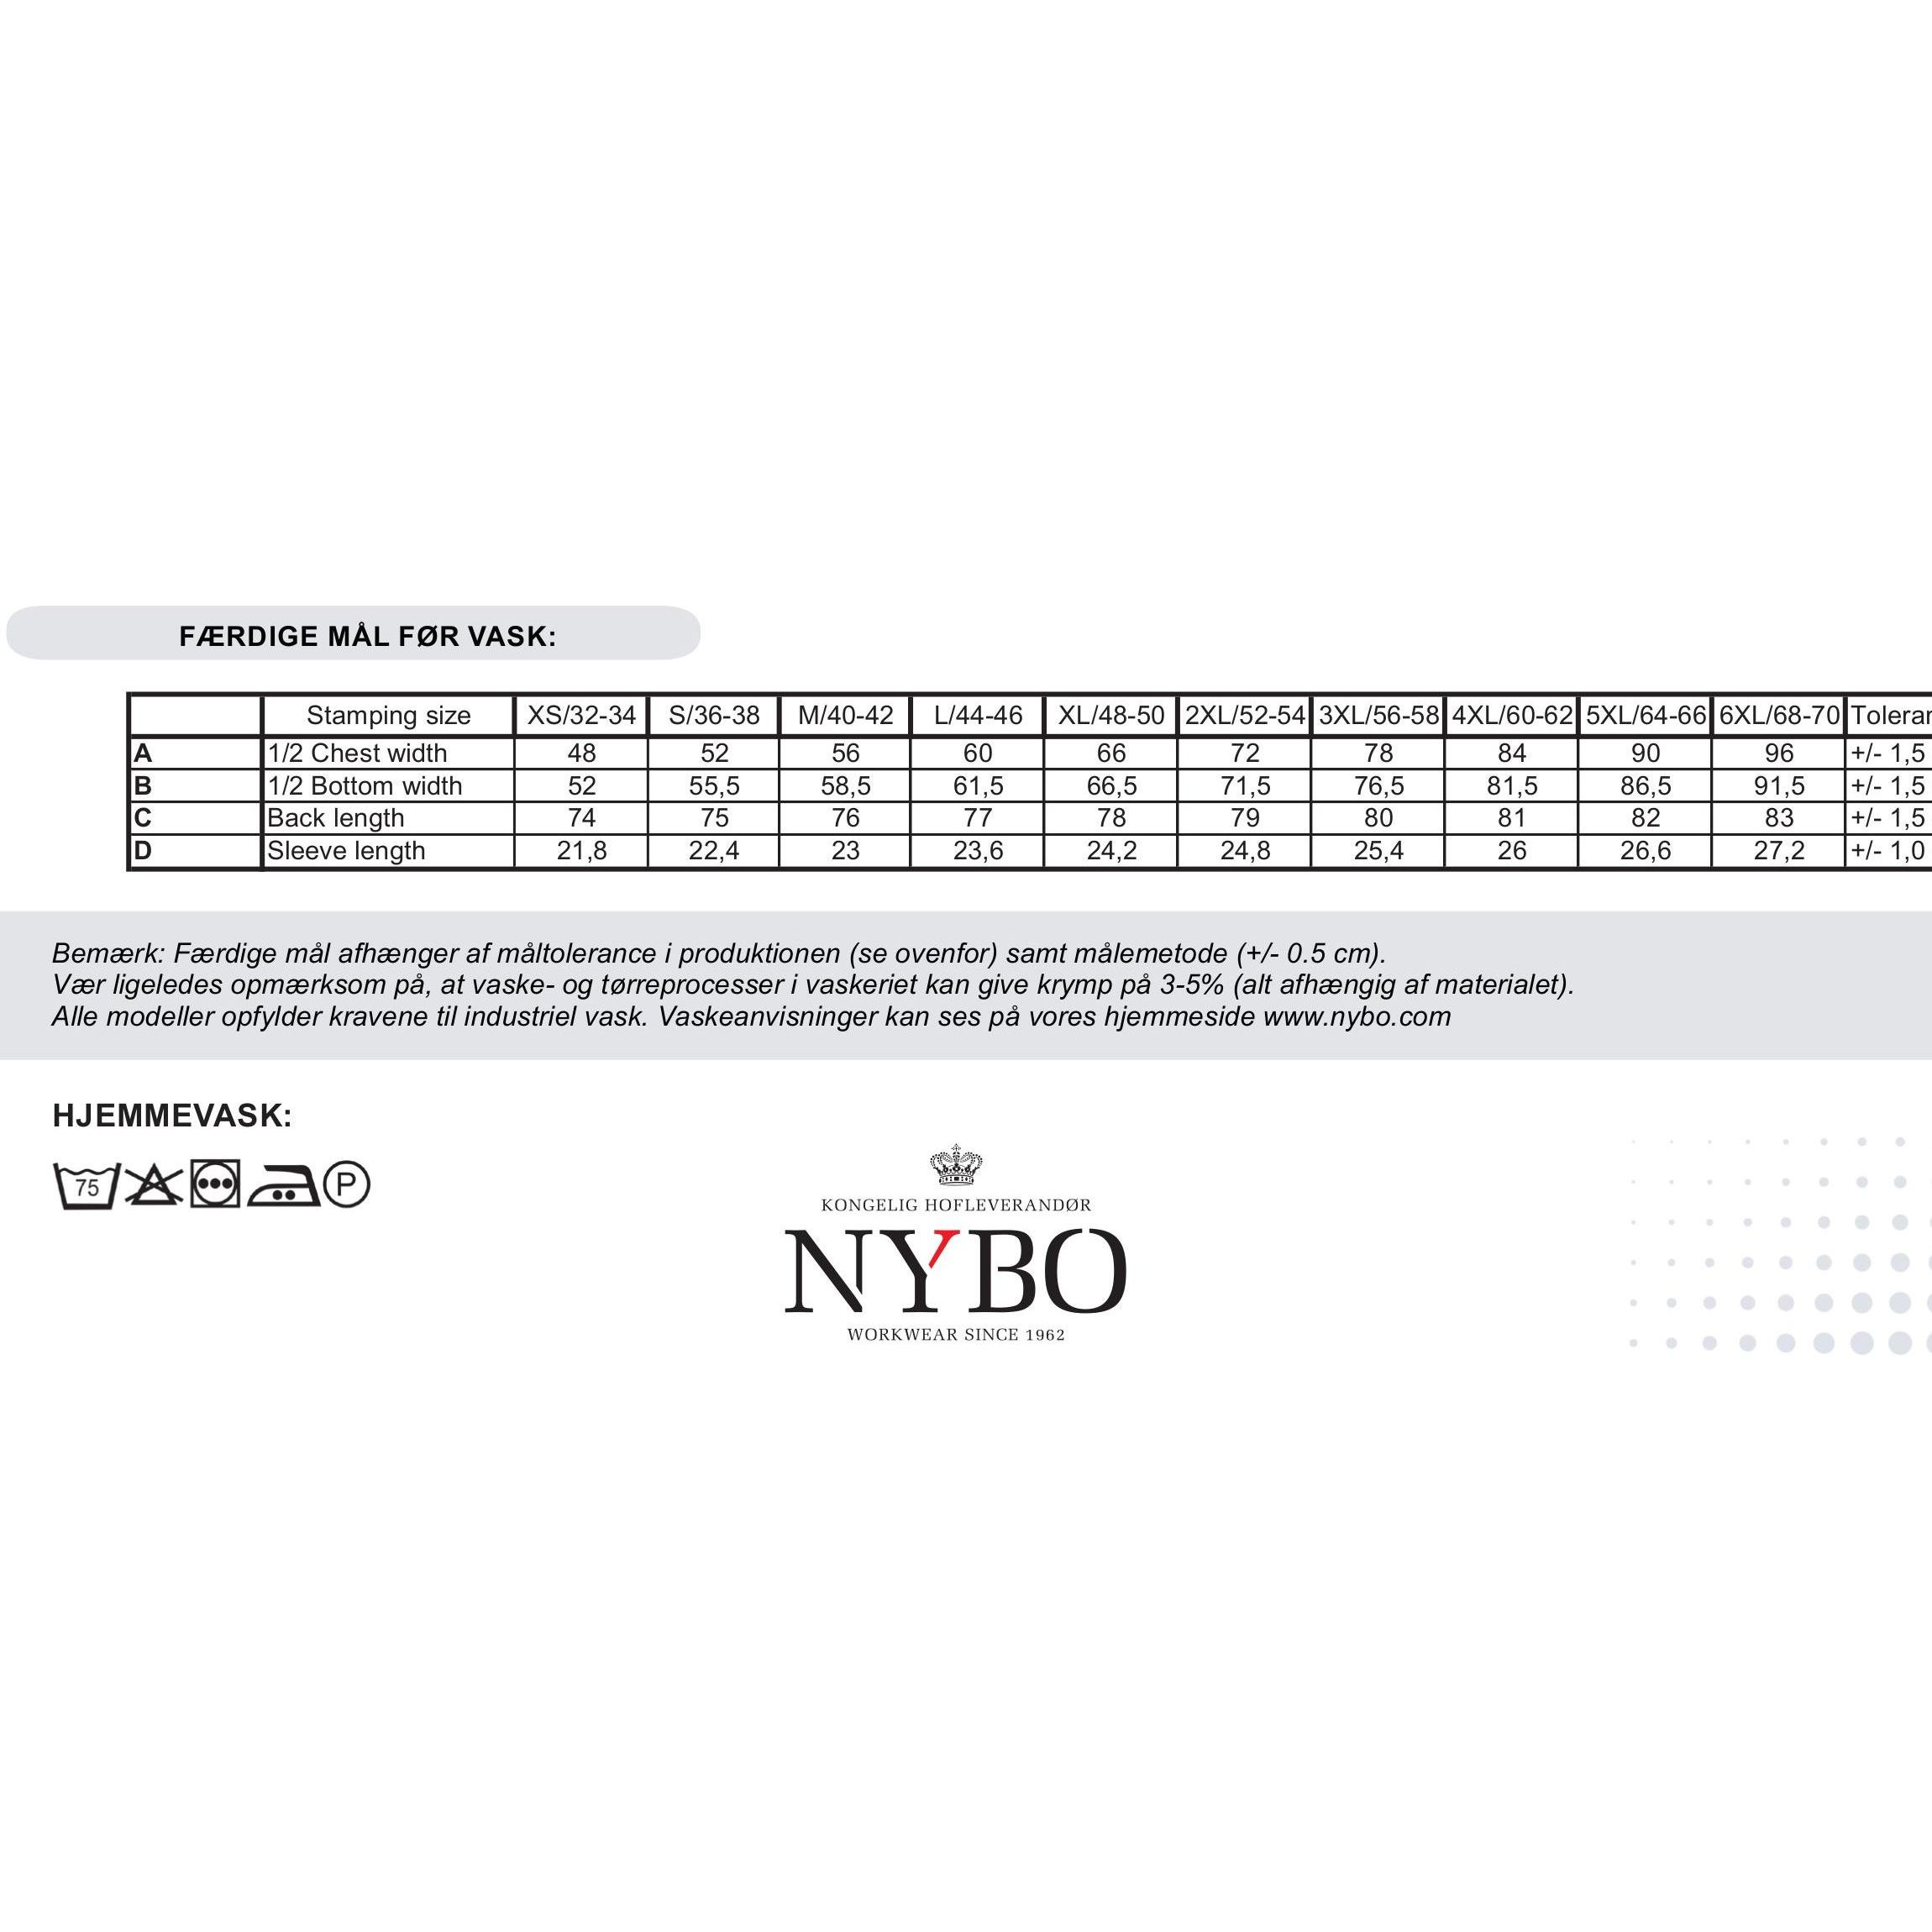 FÆRDIGE MÅL FØR VASK:
Stamping size XS/32-34 S/36-38 M/40-42 L/44-46 XL/48-50 2XL/52-54 3XL/56-58 4XL/60-62 5XL/64-66 6XL/68-70 Toleran
A 1/2 Chest width 48 52 56 60 66 72 78 84 90 96 +/- 1,5
B 1/2 Bottom width 52 55,5 58,5 61,5 66,5 71,5 76,5 81,5 86,5 91,5 +/- 1,5
C Back length 74 75 76 77 78 79 80 81 82 83 +/- 1,5
D Sleeve length 21,8 22,4 23 23,6 24,2 24,8 25,4 26 26,6 27,2 +/- 1,0
Bemærk: Færdige mål afhænger af måltolerance i produktionen (se ovenfor) samt målemetode (+/- 0.5 cm).
Vær ligeledes opmærksom på, at vaske- og tørreprocesser i vaskeriet kan give krymp på 3-5% (alt afhængig af materialet).
Alle modeller opfylder kravene til industriel vask. Vaskeanvisninger kan ses på vores hjemmeside www.nybo.com
HJEMMEVASK:
75 P
KONGELIG HOFLEVERANDØR
NYBO
WORKWEAR SINCE 1962